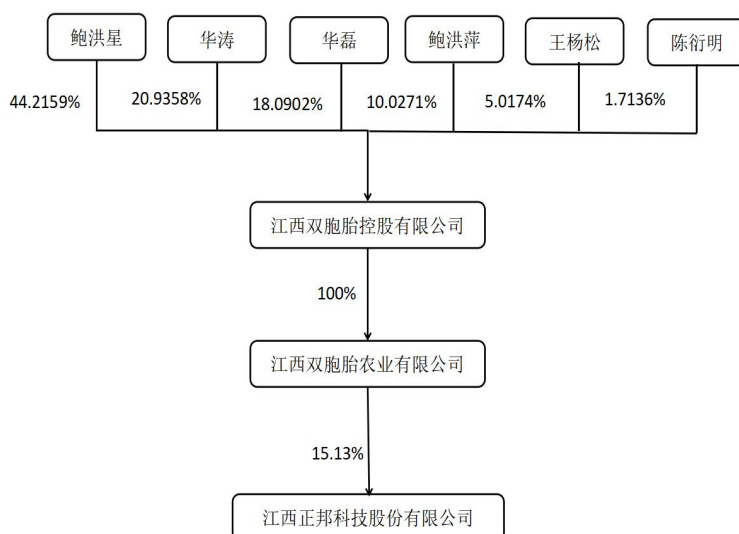 鲍洪星
华涛
华磊
鲍洪萍
王杨松
陈衍明
44.2159%
20.9358%
18.0902%
10.0271%
5.0174%
1.7136%
江西双胞胎控股有限公司
100%
江西双胞胎农业有限公司
15.13%
江西正邦科技股份有限公司